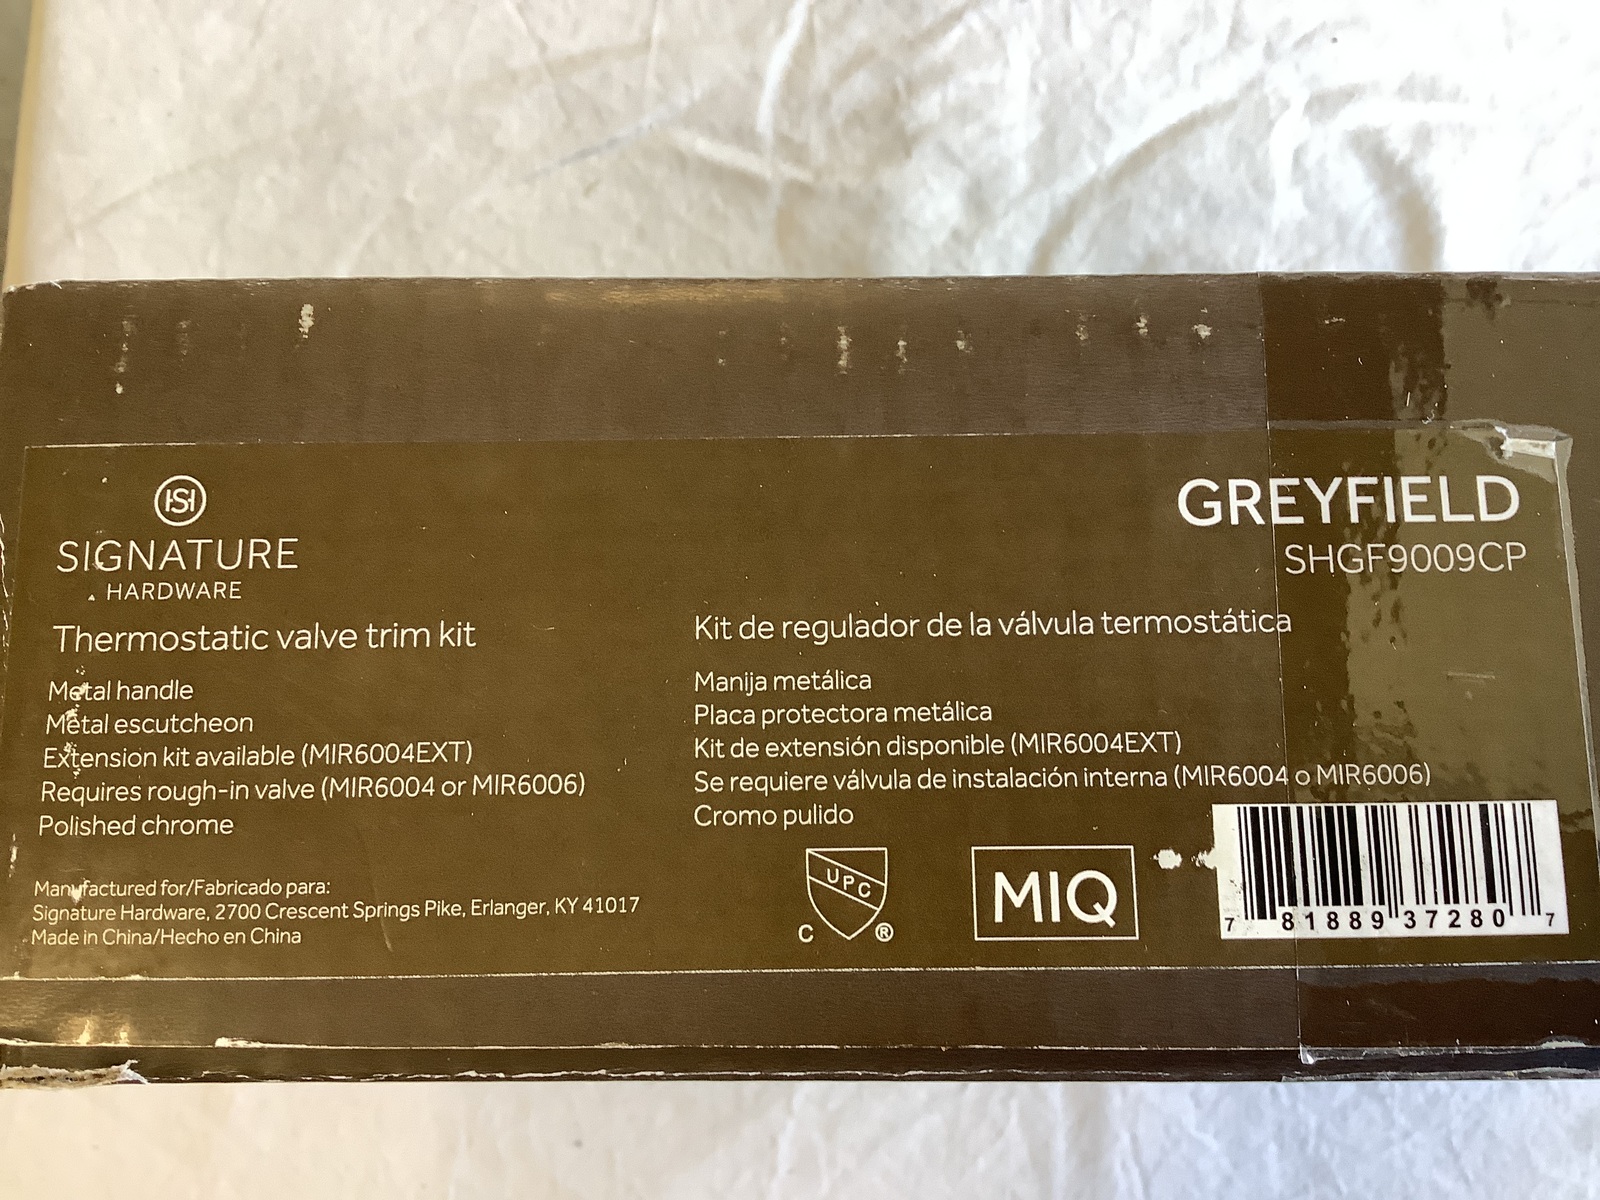 HS
SIGNATURE
HARDWARE
GREYFIELD
SHGF9009CP
Thermostatic valve trim kit
Metal handle
Metal escutcheon
Extension kit available (MIR6004EXT)
Requires rough-in valve (MIR6004 or MIR6006)
Polished chrome
Kit de regulador de la válvula termostática
Manija metálica
Placa protectora metálica
Kit de extensión disponible (MIR6004EXT)
Se requiere válvula de instalación interna (MIR6004 o MIR6006)
Cromo pulido
Manufactured for/Fabricado para:
Signature Hardware, 2700 Crescent Springs Pike, Erlanger, KY 41017
Made in China/Hecho en China
UPC
C ®
MIQ
7 81889 37280 7